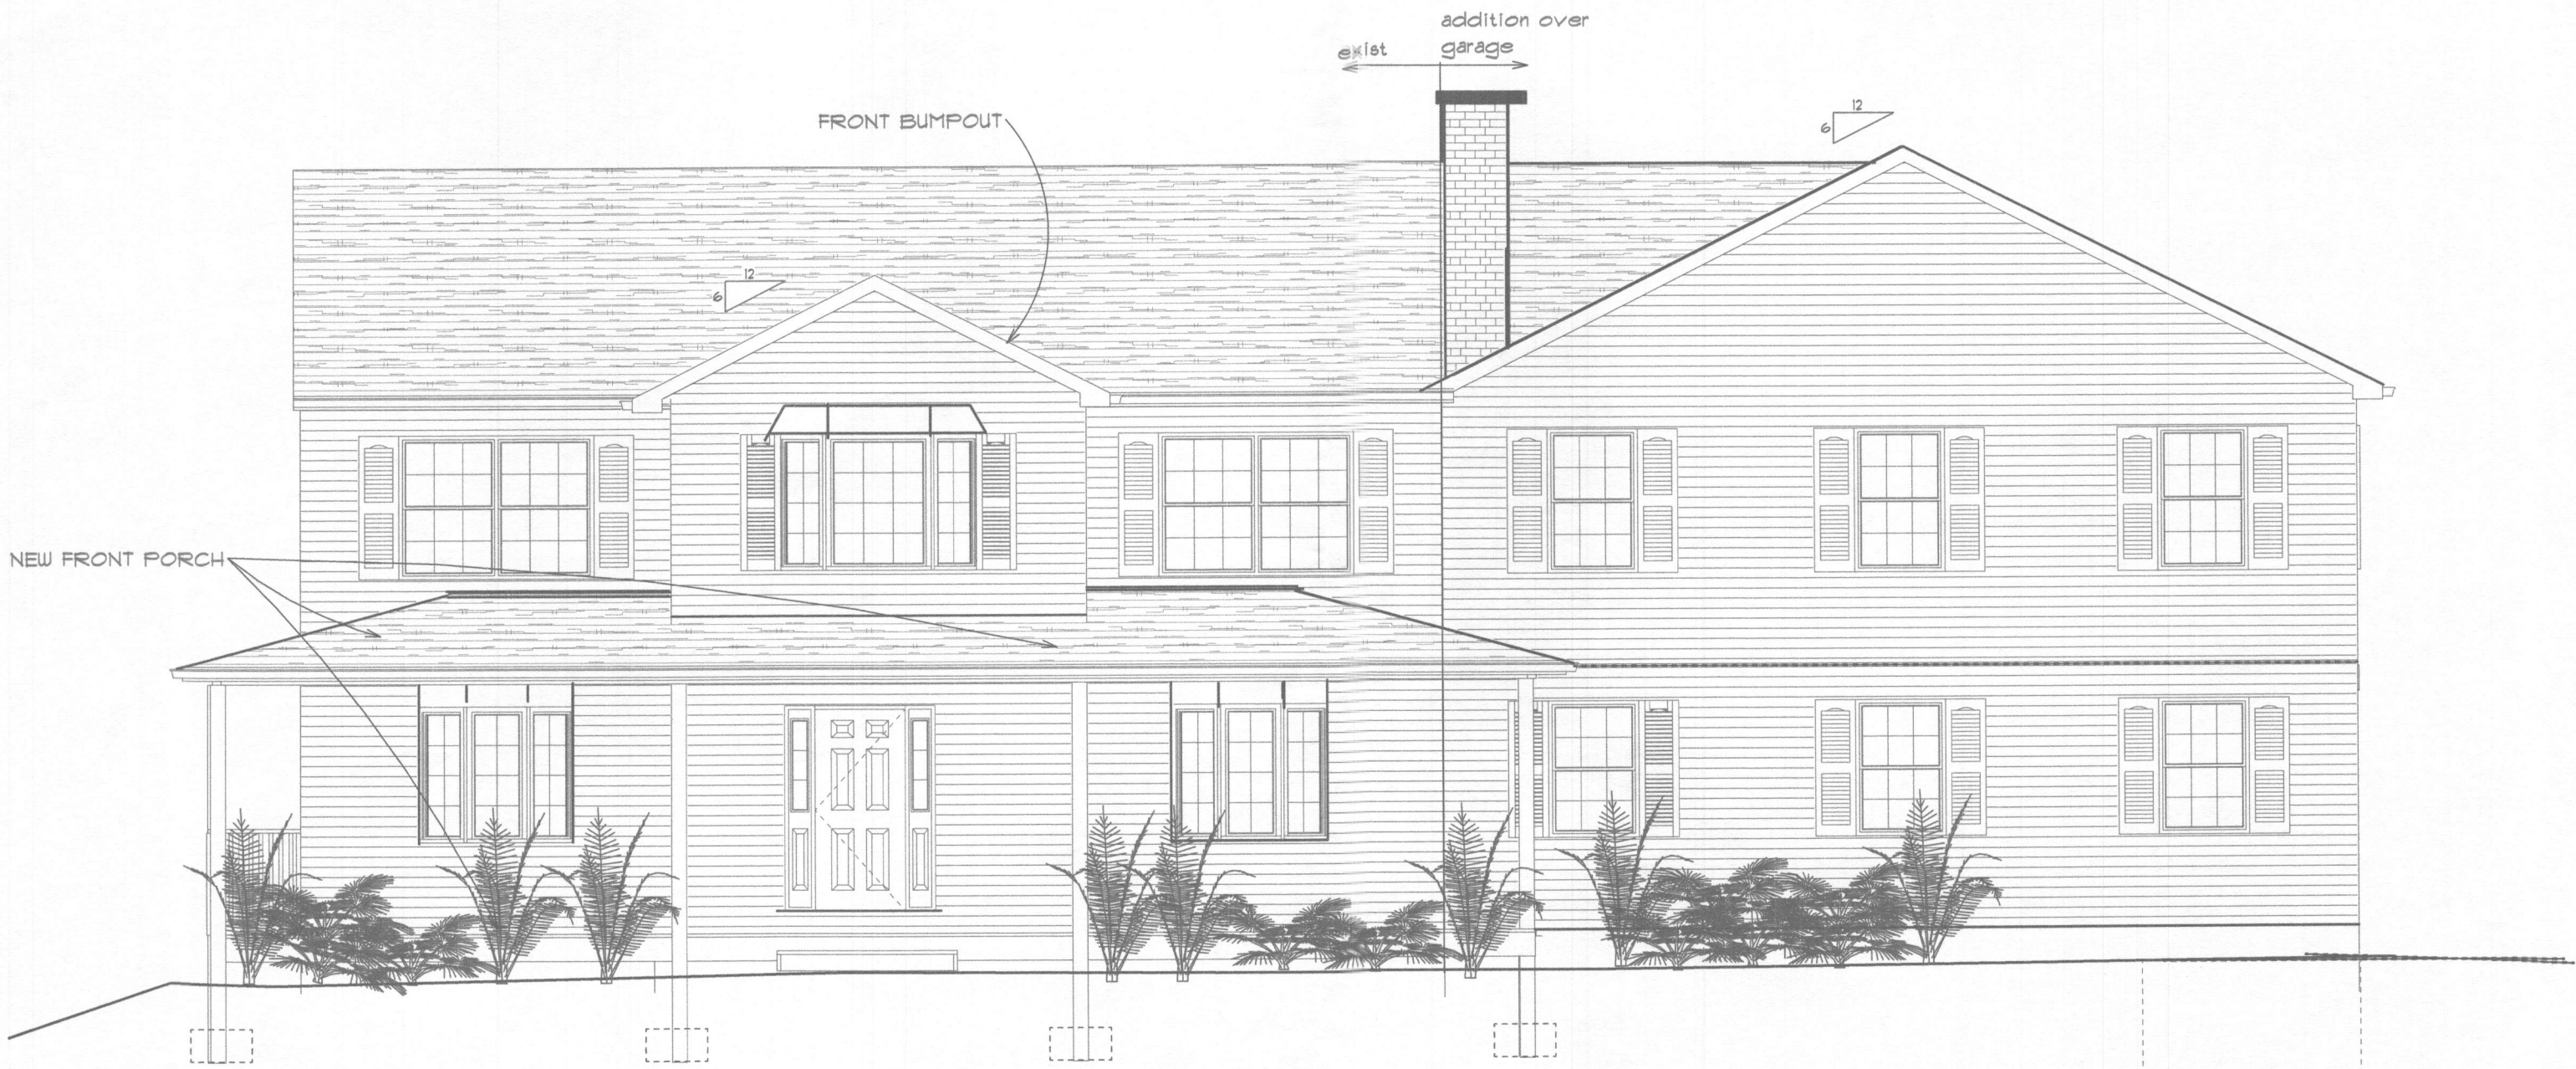 addition over
exist garage
12
6
FRONT BUMPOUT
12
6
NEW FRONT PORCH